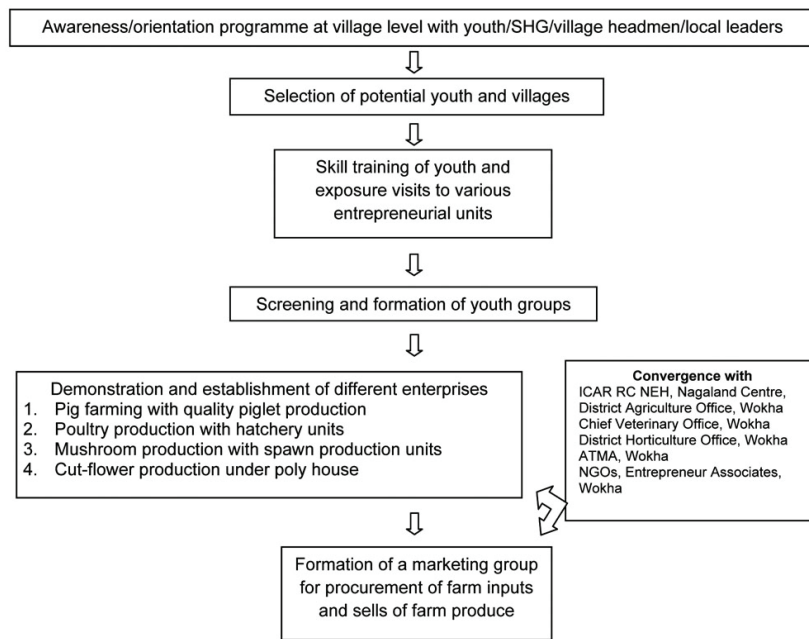 Awareness/orientation programme at village level with youth/SHG/village headmen/local leaders
Selection of potential youth and villages
Skill training of youth and
exposure visits to various
entrepreneurial units
Screening and formation of youth groups
Demonstration and establishment of different enterprises
1. Pig farming with quality piglet production
2. Poultry production with hatchery units
3. Mushroom production with spawn production units
4. Cut-flower production under poly house
Convergence with
ICAR RC NEH, Nagaland Centre,
District Agriculture Office, Wokha
Chief Veterinary Office, Wokha
District Horticulture Office, Wokha
ATMA, Wokha
NGOs, Entrepreneur Associates,
Wokha
Formation of a marketing group
for procurement of farm inputs
and sells of farm produce